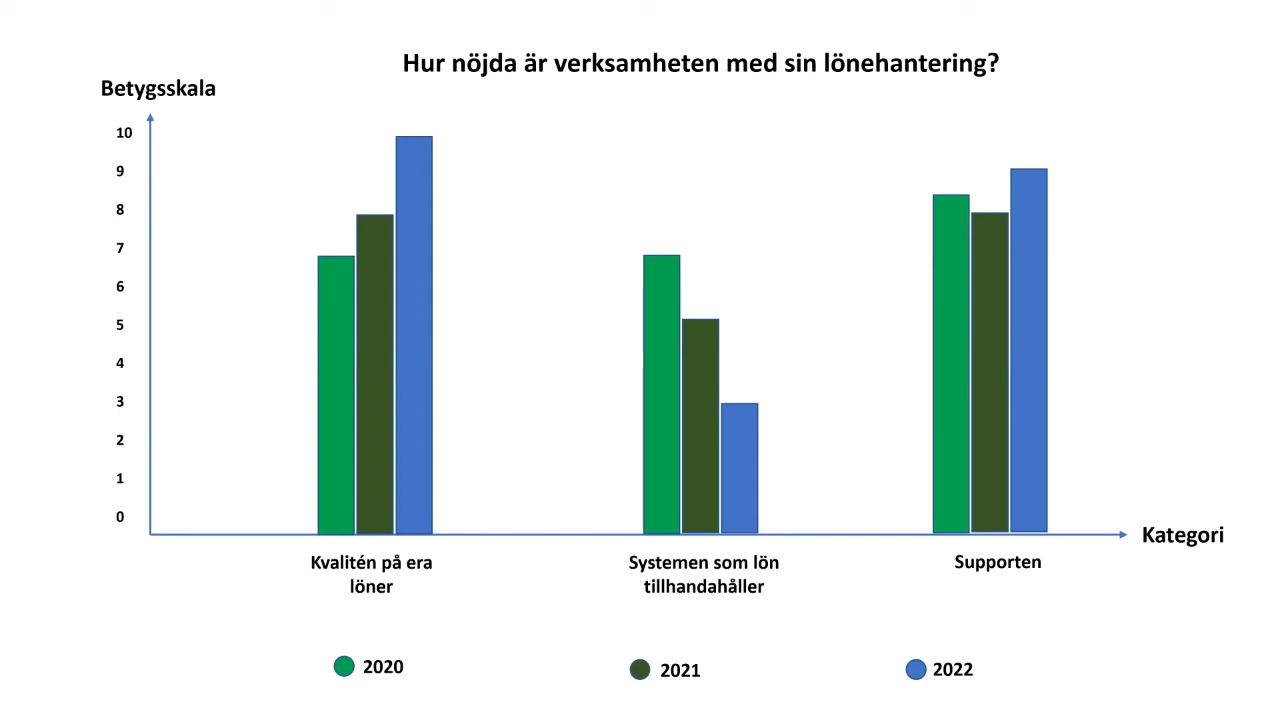 Hur nöjda är verksamheten med sin lönehantering?
Betygsskala
10
9
8
7
6
5
4
3
2
1
0
Kategori
Kvalitén på era
löner
Systemen som lön
tillhandahåller
Supporten
2020
2021
2022